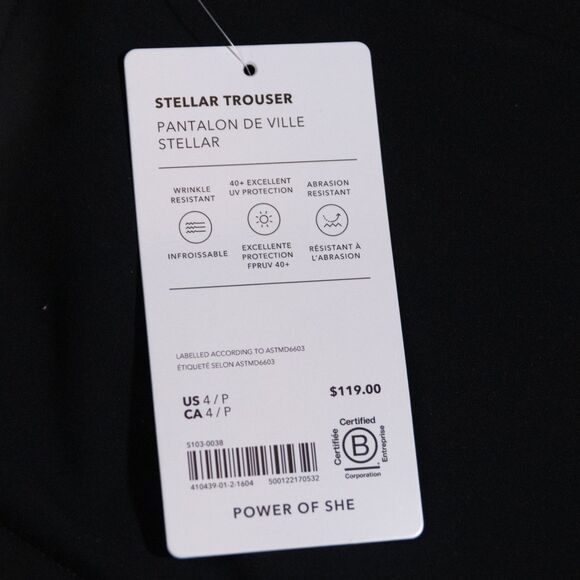 STELLAR TROUSER
PANTALON DE VILLE
STELLAR
WRINKLE
RESISTANT
INFROISSABLE
40+ EXCELLENT
UV PROTECTION
EXCELLENTE
PROTECTION
FPRUV 40+
ABRASION
RESISTANT
RÉSISTANT À
L'ABRASION
LABELLED ACCORDING TO ASTMD6603
ÉTIQUETÉ SELON ASTMD6603
US 4 / P
CA 4 / P
$119.00
S103-0038
410439-01-2-1604 500122170532
Certified
Certifiée
B
Entreprise
Corporation
POWER OF SHE